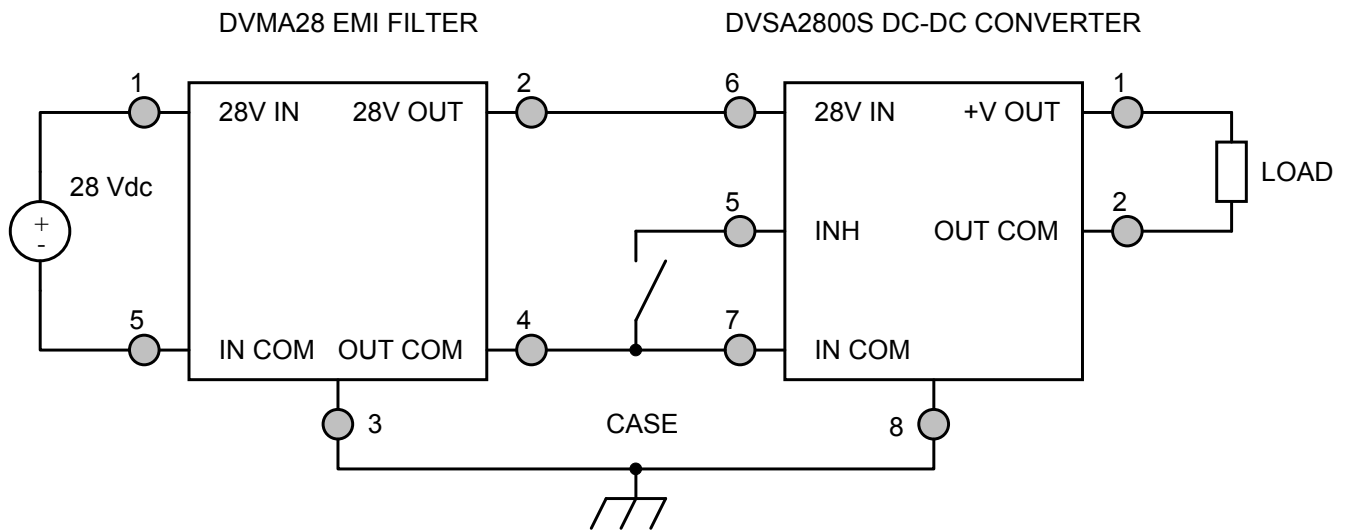 DVMA28 EMI FILTER DVSA2800S DC-DC CONVERTER
1 2 6 1
28V IN 28V OUT 28V IN +V OUT
28 Vdc
LOAD
+
-
5 2
INH OUT COM
5 4 7
IN COM OUT COM IN COM
3 CASE 8